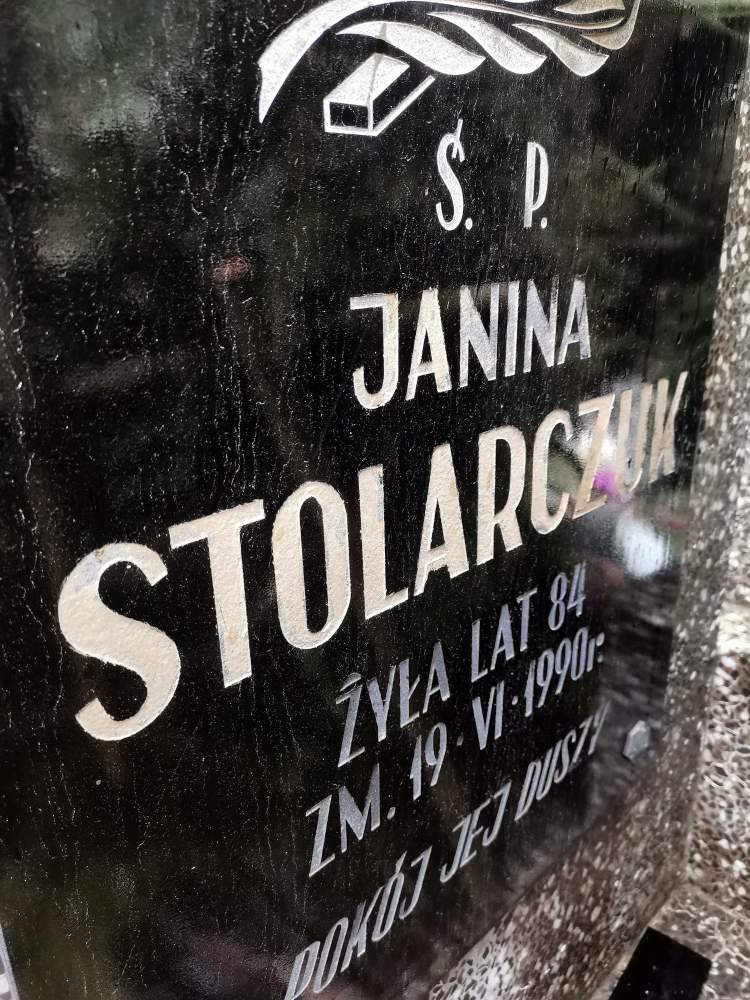 Ś. P.
JANINA
STOLARCZUK
ŻYŁA LAT 84
ZM. 19·VI·1990r.
POKÓJ JEJ DUSZY